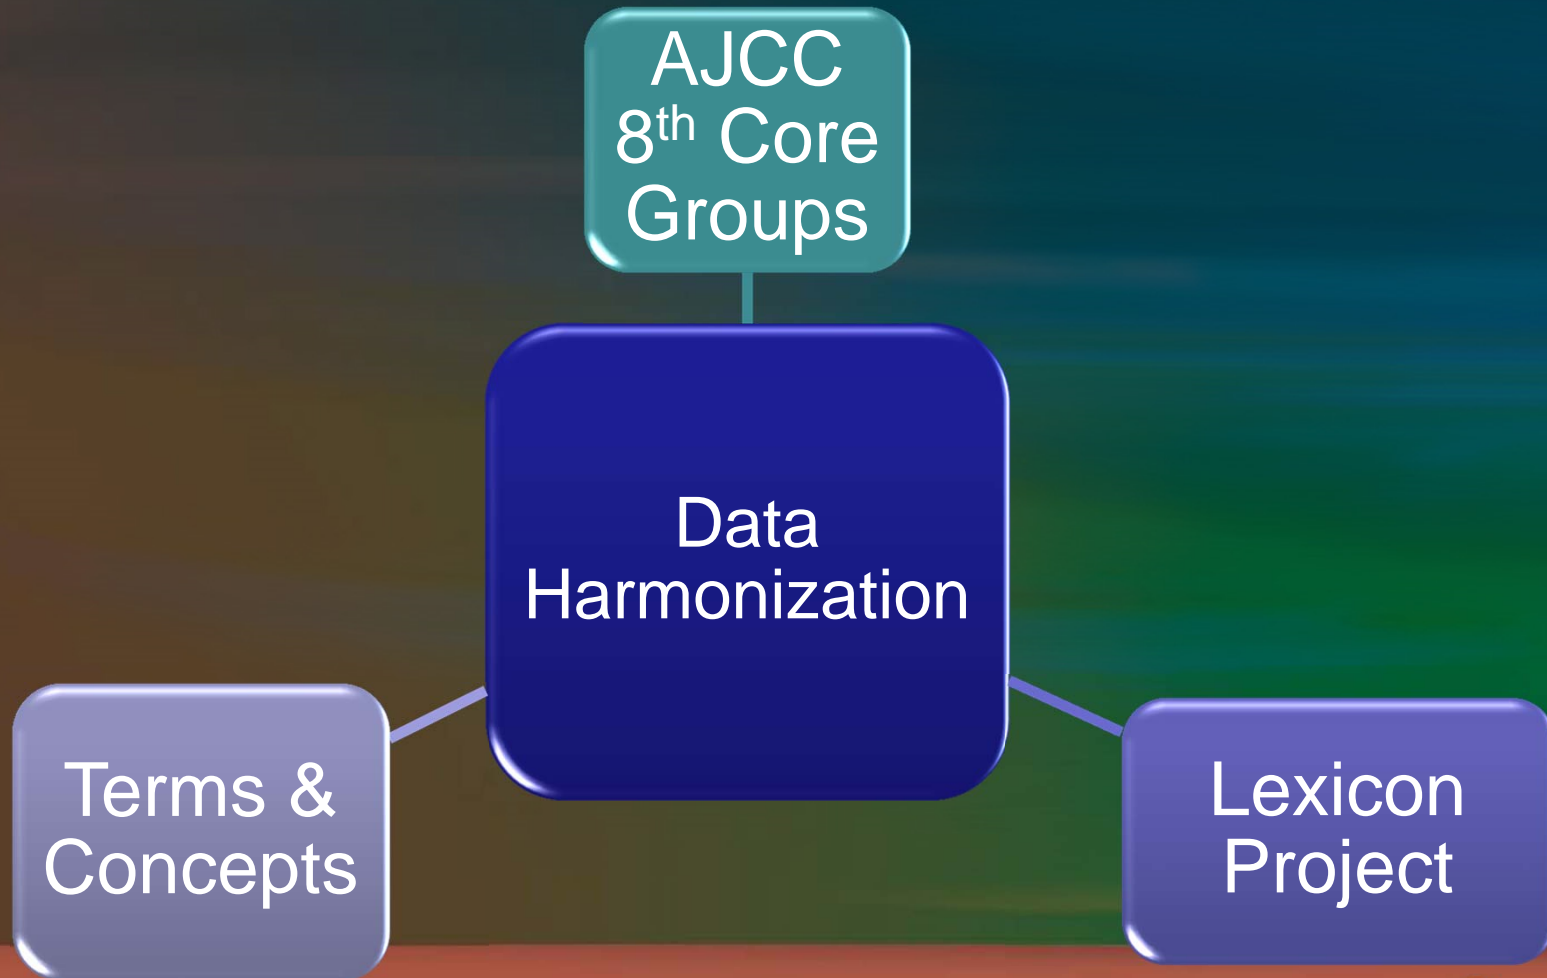 AJCC
8th Core
Groups
Data
Harmonization
Terms &
Concepts
Lexicon
Project